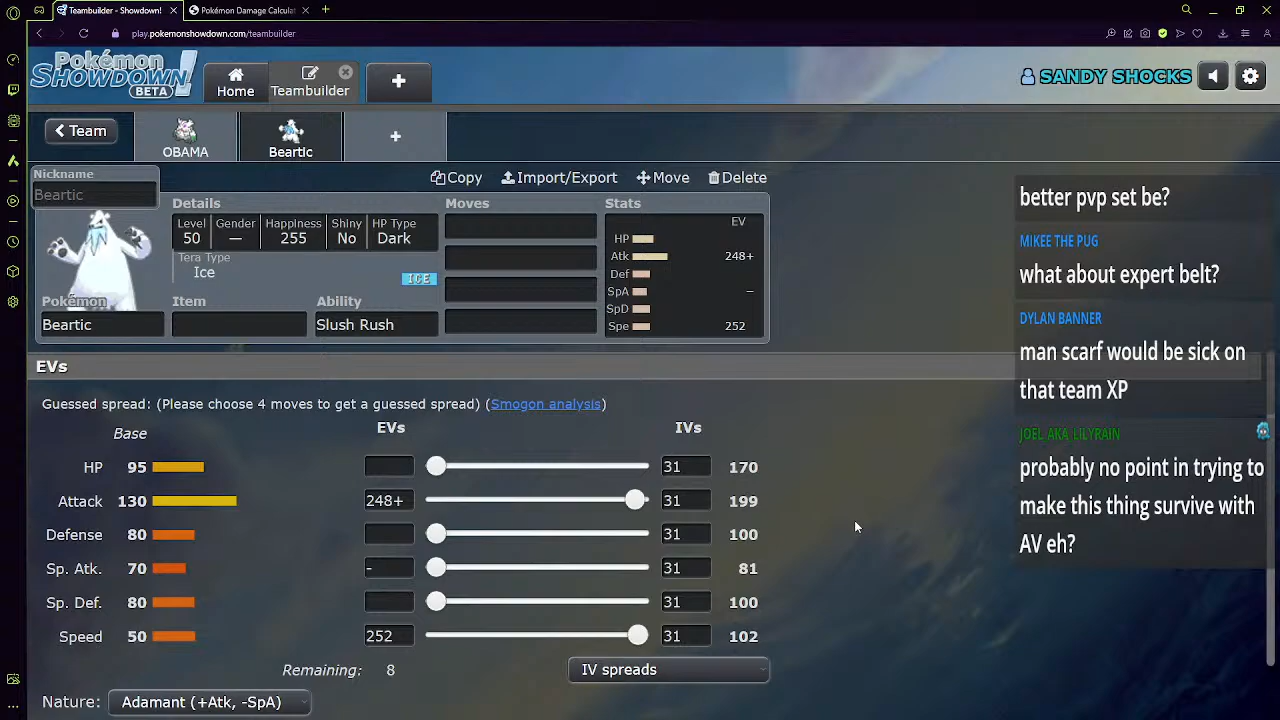 Teambuilder - Showdown!
Pokémon Damage Calculat
play.pokemonshowdown.com/teambuilder
Pokémon
SHOWDOWN!
BETA
Home
Teambuilder
SANDY SHOCKS
Team
OBAMA
Beartic
Nickname
Beartic
Copy
Import/Export
Move
Delete
Details
Level Gender Happiness Shiny HP Type
50 — 255 No Dark
Tera Type
Ice
ICE
Pokémon
Beartic
Item
Ability
Slush Rush
Moves
Stats
EV
HP
Atk 248+
Def
SpA –
SpD
Spe 252
EVs
Guessed spread: (Please choose 4 moves to get a guessed spread) (Smogon analysis)
Base EVs IVs
HP 95 31 170
Attack 130 248+ 31 199
Defense 80 31 100
Sp. Atk. 70 - 31 81
Sp. Def. 80 31 100
Speed 50 252 31 102
Remaining: 8
IV spreads
Nature: Adamant (+Atk, -SpA)
better pvp set be?
MIKEE THE PUG
what about expert belt?
DYLAN BANNER
man scarf would be sick on
that team XP
JOEL AKA LILYRAIN
probably no point in trying to
make this thing survive with
AV eh?